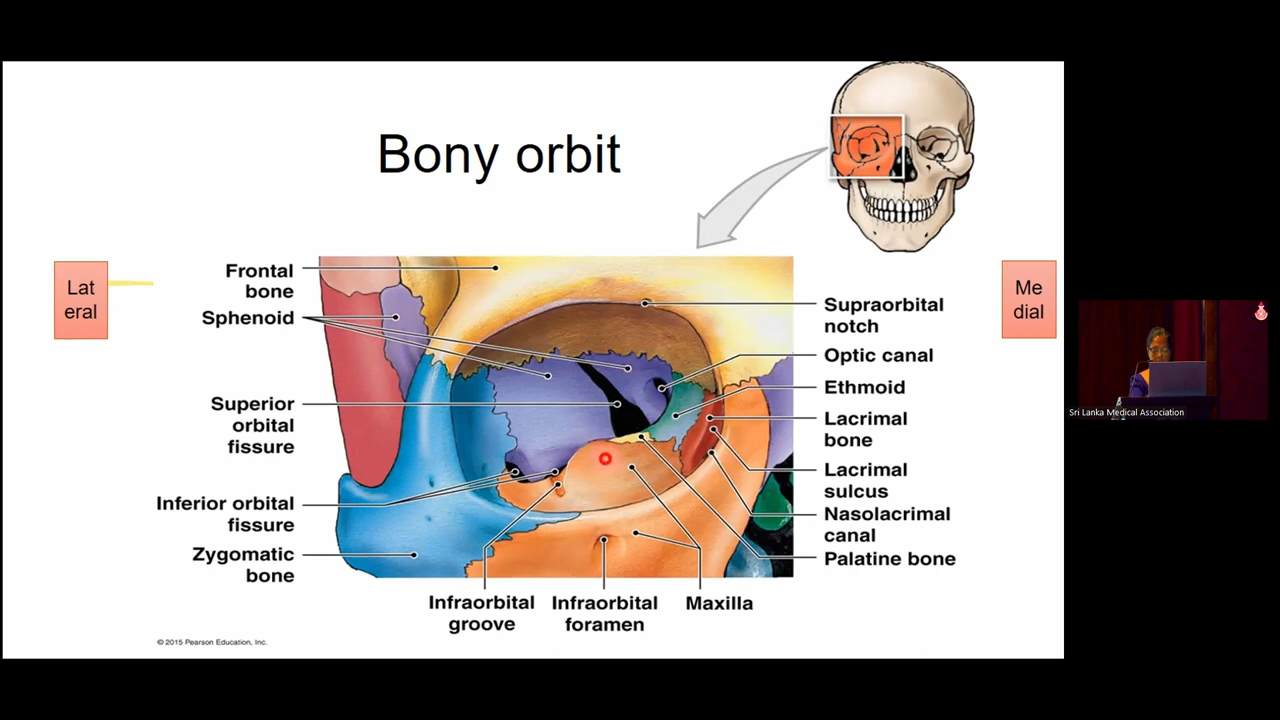 Bony orbit
Lat
eral
Me
dial
Frontal
bone
Sphenoid
Superior
orbital
fissure
Inferior orbital
fissure
Zygomatic
bone
Infraorbital
groove
Infraorbital
foramen
Maxilla
Supraorbital
notch
Optic canal
Ethmoid
Lacrimal
bone
Lacrimal
sulcus
Nasolacrimal
canal
Palatine bone
© 2015 Pearson Education, Inc.
Sri Lanka Medical Association